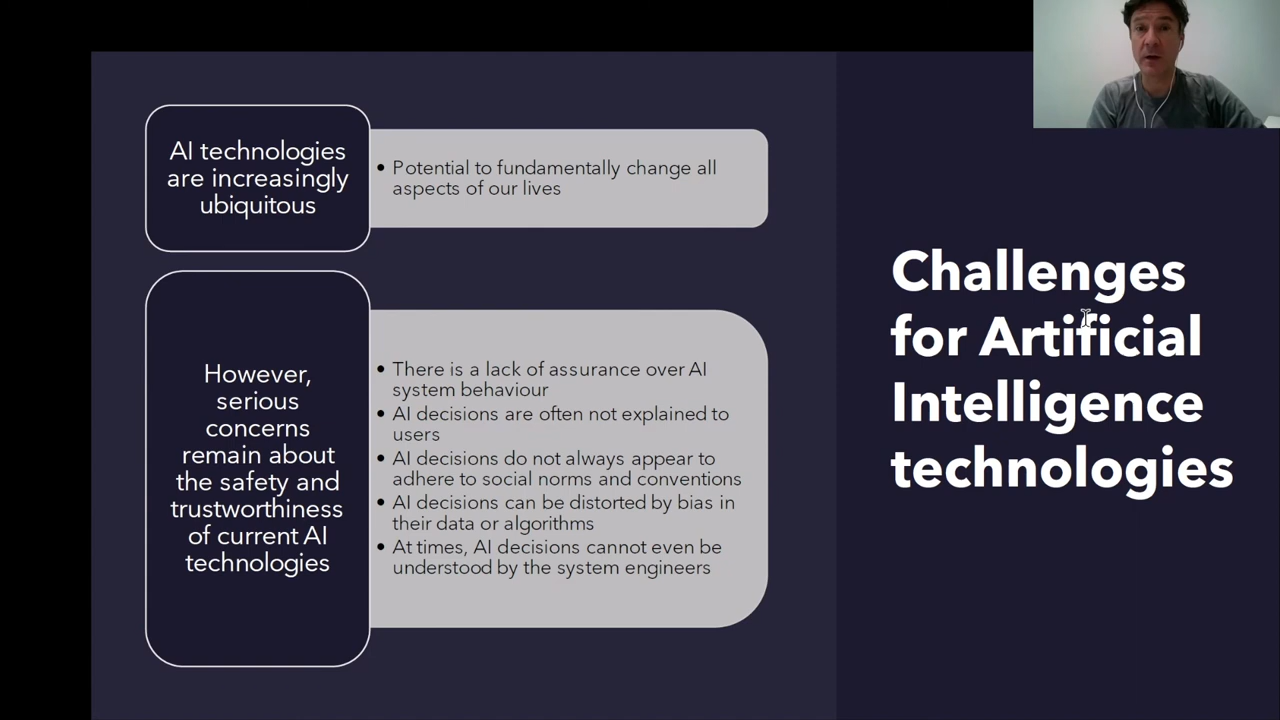 AI technologies
are increasingly
ubiquitous
• Potential to fundamentally change all
aspects of our lives
However,
serious
concerns
remain about
the safety and
trustworthiness
of current AI
technologies
• There is a lack of assurance over AI
system behaviour
• AI decisions are often not explained to
users
• AI decisions do not always appear to
adhere to social norms and conventions
• AI decisions can be distorted by bias in
their data or algorithms
• At times, AI decisions cannot even be
understood by the system engineers
Challenges
for Artificial
Intelligence
technologies